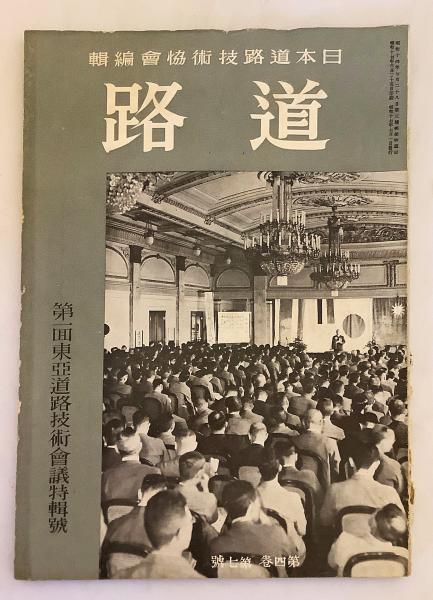 日本道路技術恊會編輯
道路
第一回東亞道路技術會議特輯號
第四卷 第七號